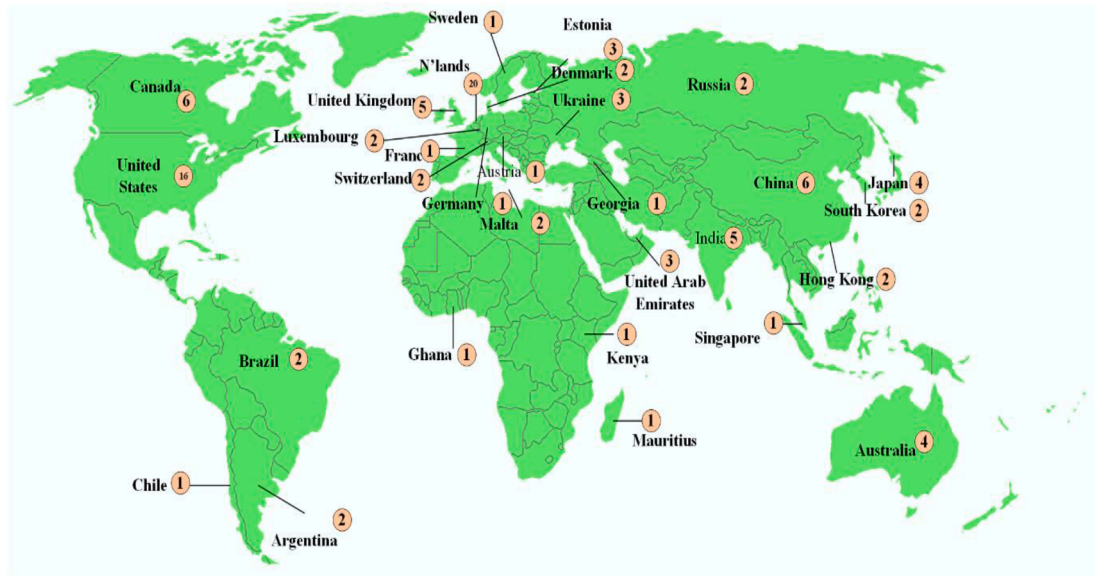 Sweden 1
Estonia
3
N'lands
20
Denmark 2
Canada
6
Russia 2
United Kingdom 5
Ukraine 3
Luxembourg 2
Franc 1
United
States
16
Switzerland 2
Austria 1
China 6
Japan 4
Germany 1
Georgia 1
South Korea 2
Malta 2
India 5
3
United Arab
Emirates
Hong Kong 2
1
Singapore
Ghana 1
1
Kenya
Brazil 2
1
Mauritius
Australia 4
Chile 1
2
Argentina